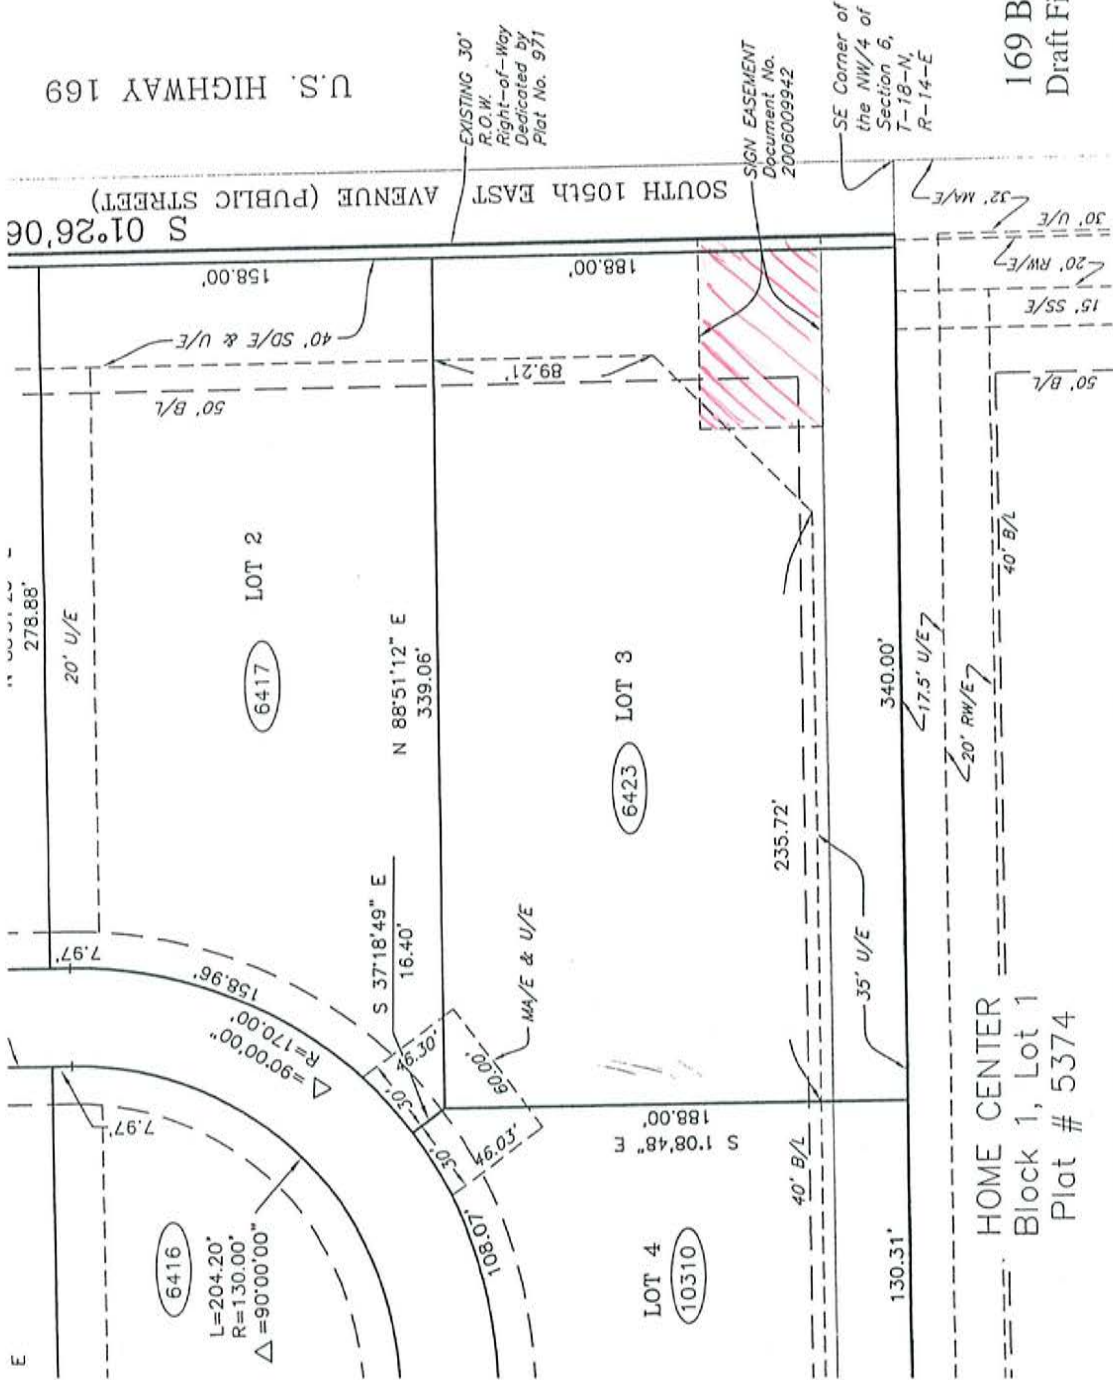 U.S. HIGHWAY 169
SOUTH 105th EAST AVENUE (PUBLIC STREET)
S 01°26'06
EXISTING 30'
R.O.W.
Right-of-Way
Dedicated by
Plat No. 971
SIGN EASEMENT
Document No.
2006009942
SE Corner of
the NW/4 of
Section 6,
T-18-N,
R-14-E
169 B
Draft Fi
158.00'
188.00'
40' SD/E & U/E
50' B/L
89.21'
32' MA/E
30' U/E
20' RW/E
15' SS/E
50' B/L
278.88'
20' U/E
LOT 2
6417
N 88°51'12" E
339.06'
LOT 3
6423
40' B/L
340.00'
17.5' U/E
20' RW/E
235.72'
35' U/E
7.97'
158.96'
R=170.00'
Δ=90°00'00"
S 37°18'49" E
16.40'
MA/E & U/E
46.30'
60.00'
30'
30'
46.03'
188.00'
S 1°08'48" E
7.97'
6416
L=204.20'
R=130.00'
Δ=90°00'00"
E
108.07'
LOT 4
10310
40' B/L
130.31'
HOME CENTER
Block 1, Lot 1
Plat # 5374